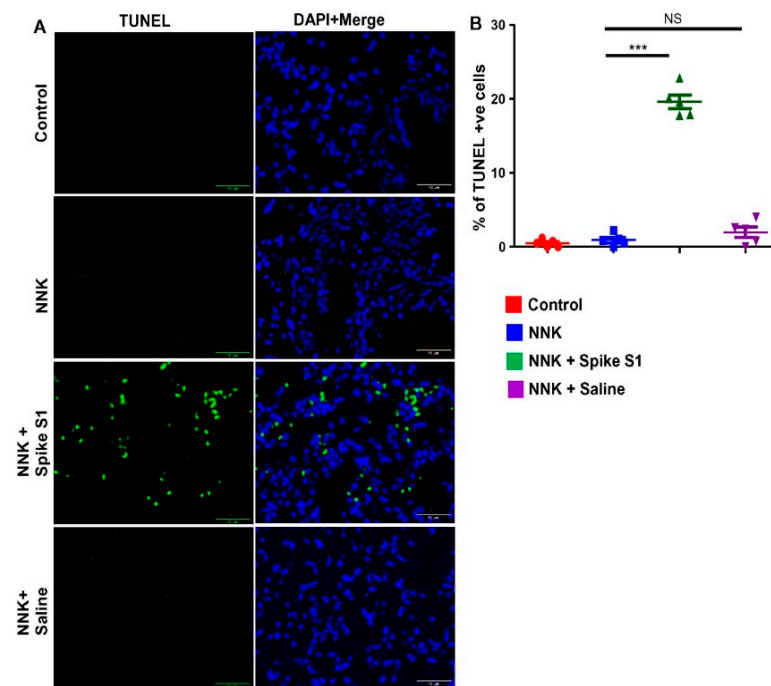 A
TUNEL
DAPI+Merge
Control
NNK
NNK +
Spike S1
NNK+
Saline
B
NS
***
% of TUNEL +ve cells
30
20
10
0
Control
NNK
NNK + Spike S1
NNK + Saline